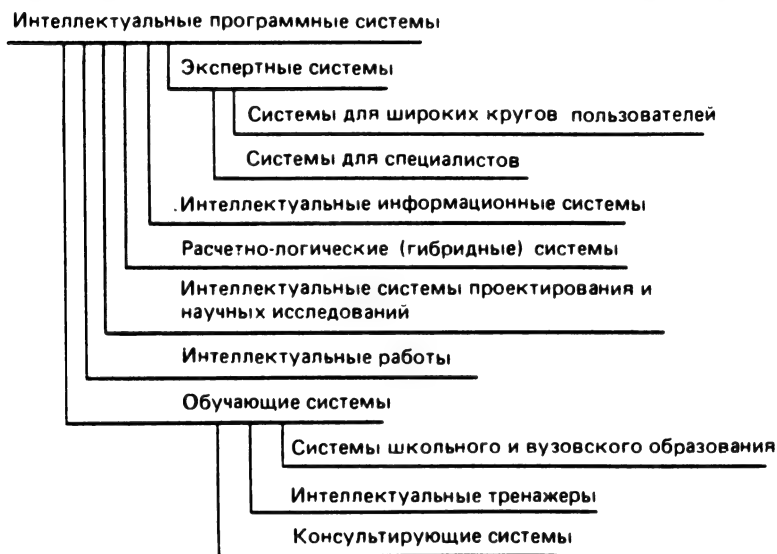 Интеллектуальные программные системы
Экспертные системы
Системы для широких кругов пользователей
Системы для специалистов
.Интеллектуальные информационные системы
Расчетно-логические (гибридные) системы
Интеллектуальные системы проектирования и
научных исследований
Интеллектуальные работы
Обучающие системы
Системы школьного и вузовского образования
Интеллектуальные тренажеры
Консультирующие системы